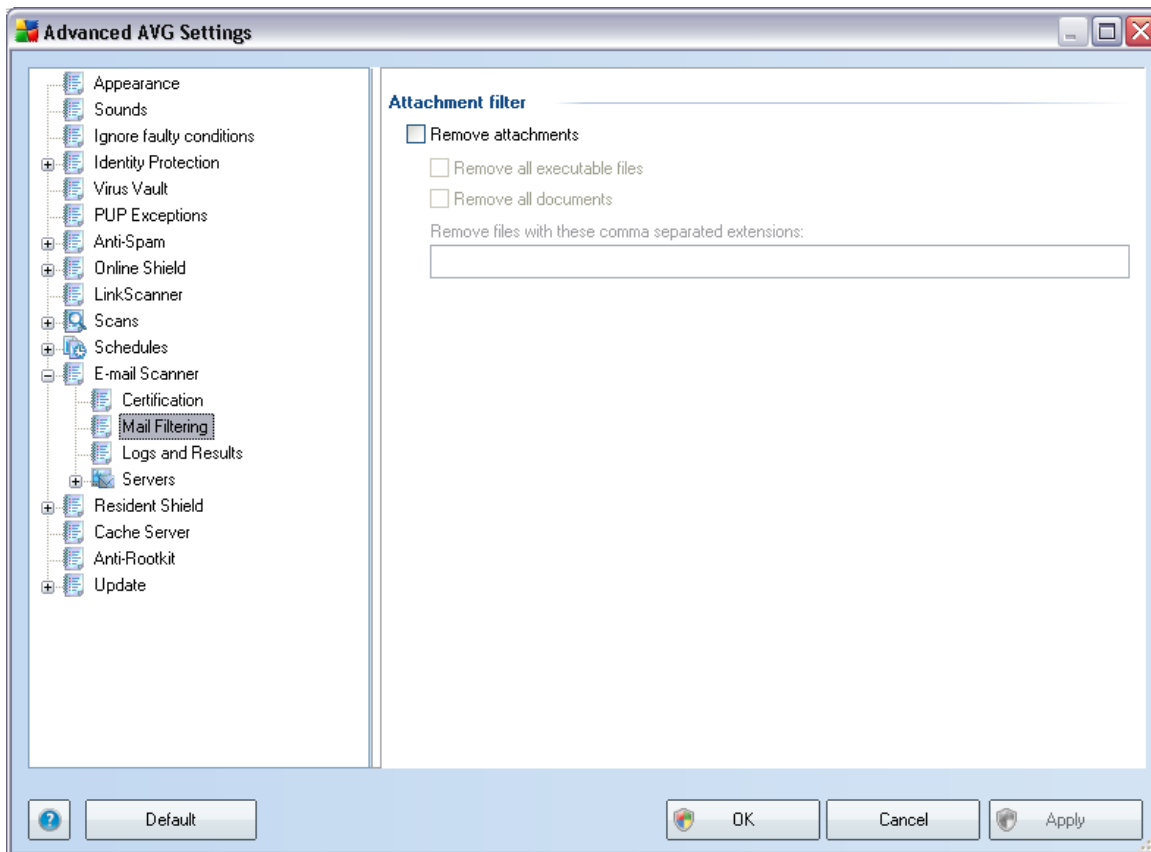 Advanced AVG Settings
Appearance
Sounds
Ignore faulty conditions
Identity Protection
Virus Vault
PUP Exceptions
Anti-Spam
Online Shield
LinkScanner
Scans
Schedules
E-mail Scanner
Certification
Mail Filtering
Logs and Results
Servers
Resident Shield
Cache Server
Anti-Rootkit
Update
Attachment filter
Remove attachments
Remove all executable files
Remove all documents
Remove files with these comma separated extensions:
Default
OK
Cancel
Apply